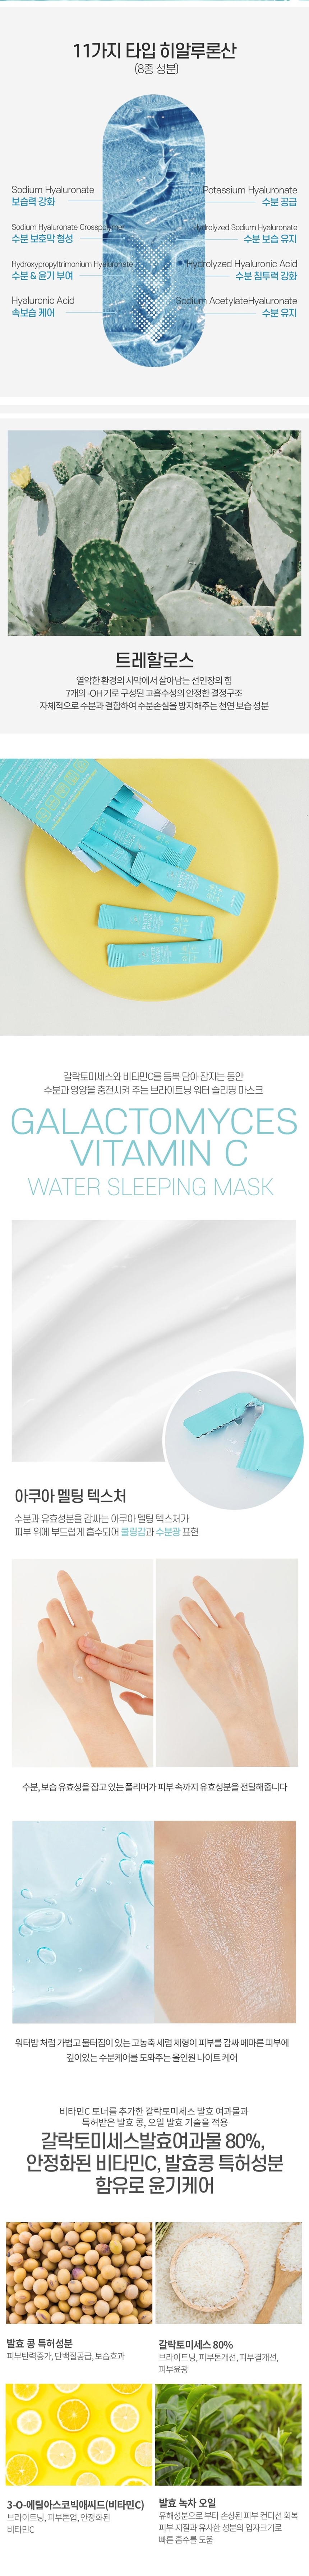 11가지 타입 히알루론산
(8종 성분)
Sodium Hyaluronate
보습력 강화
Potassium Hyaluronate
수분 공급
Sodium Hyaluronate Crosspolymer
수분 보호막 형성
Hydrolyzed Sodium Hyaluronate
수분 보습 유지
Hydroxypropyltrimonium Hyaluronate
수분 & 윤기 부여
Hydrolyzed Hyaluronic Acid
수분 침투력 강화
Hyaluronic Acid
속보습 케어
Sodium AcetylateHyaluronate
수분 유지
트레할로스
열악한 환경의 사막에서 살아남는 선인장의 힘
7개의 -OH 기로 구성된 고흡수성의 안정한 결정구조
자체적으로 수분과 결합하여 수분손실을 방지해주는 천연 보습 성분
갈락토미세스와 비타민C를 듬뿍 담아 잠자는 동안
수분과 영양을 충전시켜 주는 브라이트닝 워터 슬리핑 마스크
GALACTOMYCES
VITAMIN C
WATER SLEEPING MASK
아쿠아 멜팅 텍스처
수분과 유효성분을 감싸는 아쿠아 멜팅 텍스처가
피부 위에 부드럽게 흡수되어 쿨링감과 수분광 표현
수분, 보습 유효성을 잡고 있는 폴리머가 피부 속까지 유효성분을 전달해줍니다
워터밤 처럼 가볍고 물터짐이 있는 고농축 세럼 제형이 피부를 감싸 메마른 피부에
깊이있는 수분케어를 도와주는 올인원 나이트 케어
비타민C 토너를 추가한 갈락토미세스 발효 여과물과
특허받은 발효 콩, 오일 발효 기술을 적용
갈락토미세스발효여과물 80%,
안정화된 비타민C, 발효콩 특허성분
함유로 윤기케어
발효 콩 특허성분
피부탄력증가, 단백질공급, 보습효과
갈락토미세스 80%
브라이트닝, 피부톤개선, 피부결개선,
피부윤광
3-O-에틸아스코빅애씨드(비타민C)
브라이트닝, 피부톤업, 안정화된
비타민C
발효 녹차 오일
유해성분으로 부터 손상된 피부 컨디션 회복
피부 지질과 유사한 성분의 입자크기로
빠른 흡수를 도움